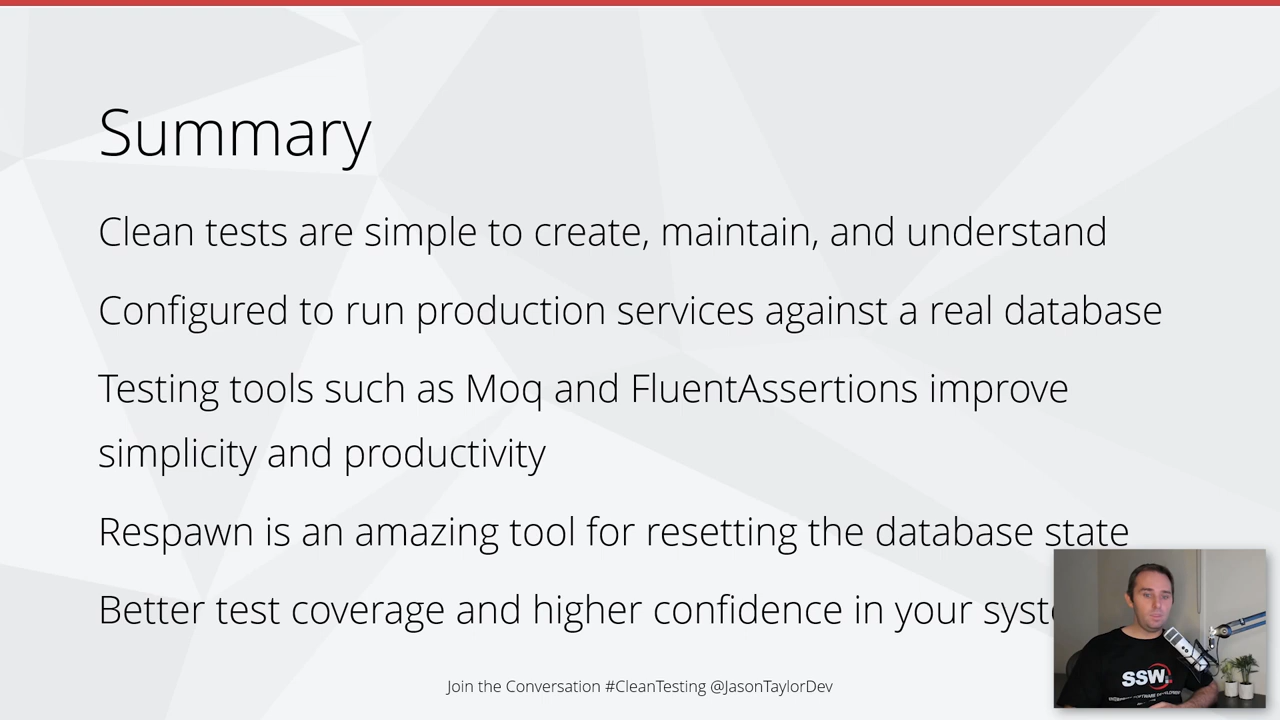 Summary
Clean tests are simple to create, maintain, and understand
Configured to run production services against a real database
Testing tools such as Moq and FluentAssertions improve
simplicity and productivity
Respawn is an amazing tool for resetting the database state
Better test coverage and higher confidence in your
SSW
Join the Conversation #CleanTesting @JasonTaylorDev